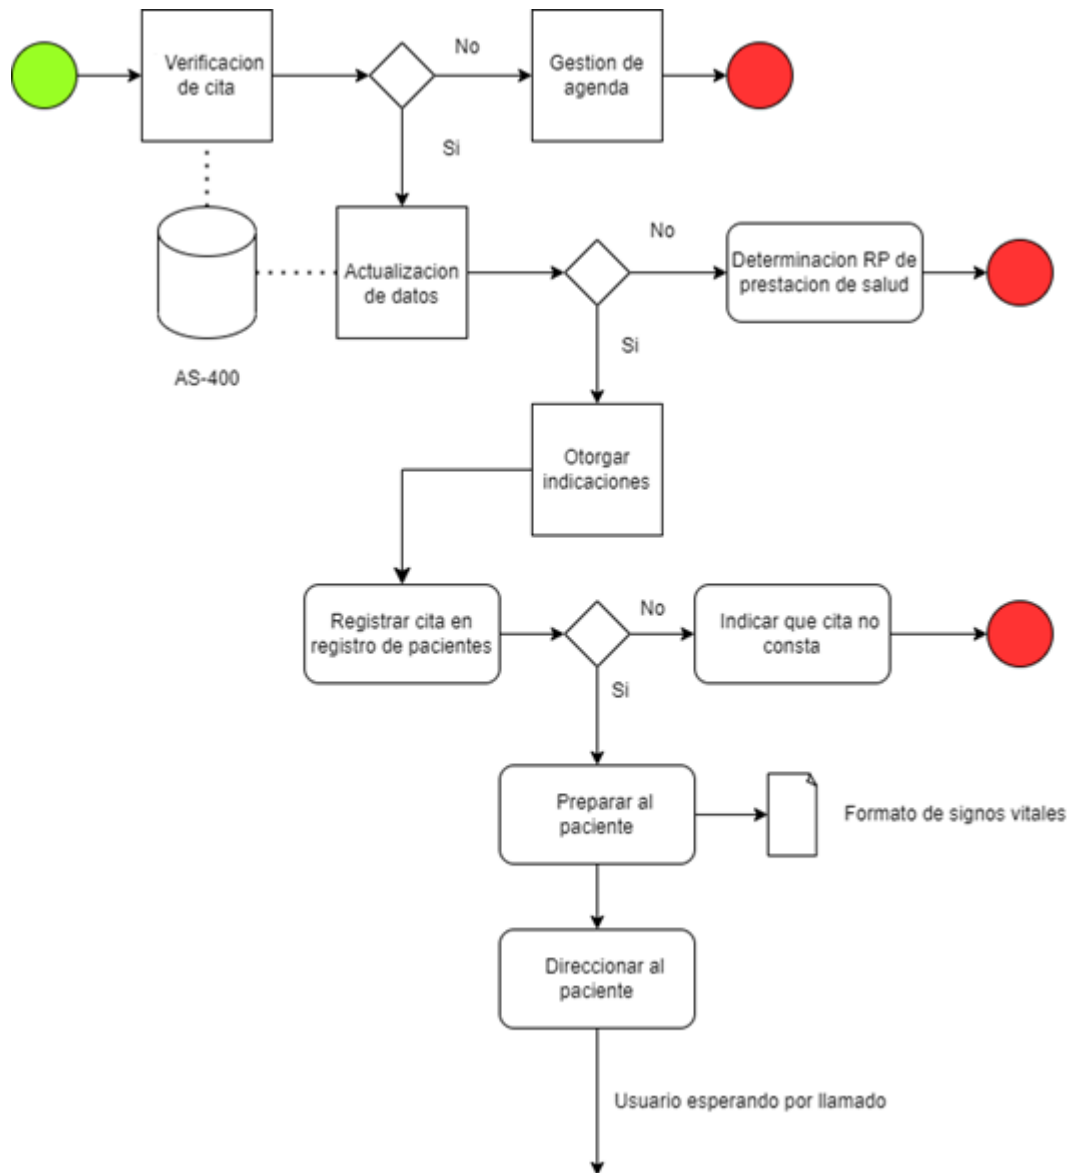 Verificacion
de cita
No
Gestion de
agenda
Si
Actualizacion
de datos
No
Determinacion RP de
prestacion de salud
AS-400
Si
Otorgar
indicaciones
Registrar cita en
registro de pacientes
No
Indicar que cita no
consta
Si
Preparar al
paciente
Formato de signos vitales
Direccionar al
paciente
Usuario esperando por llamado